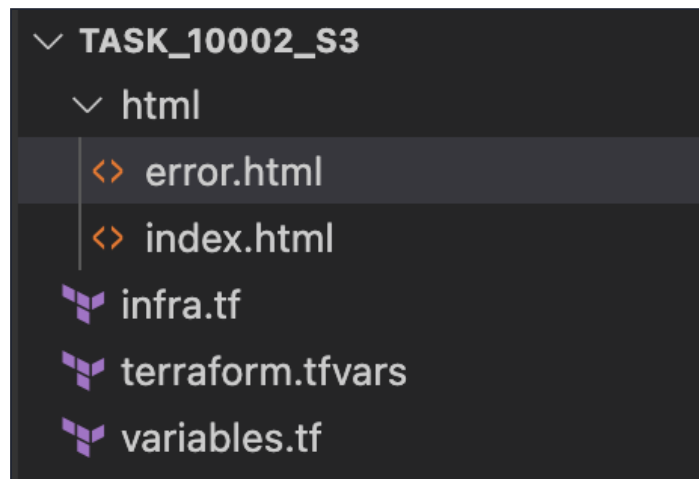 TASK_10002_S3
html
<> error.html
<> index.html
infra.tf
terraform.tfvars
variables.tf